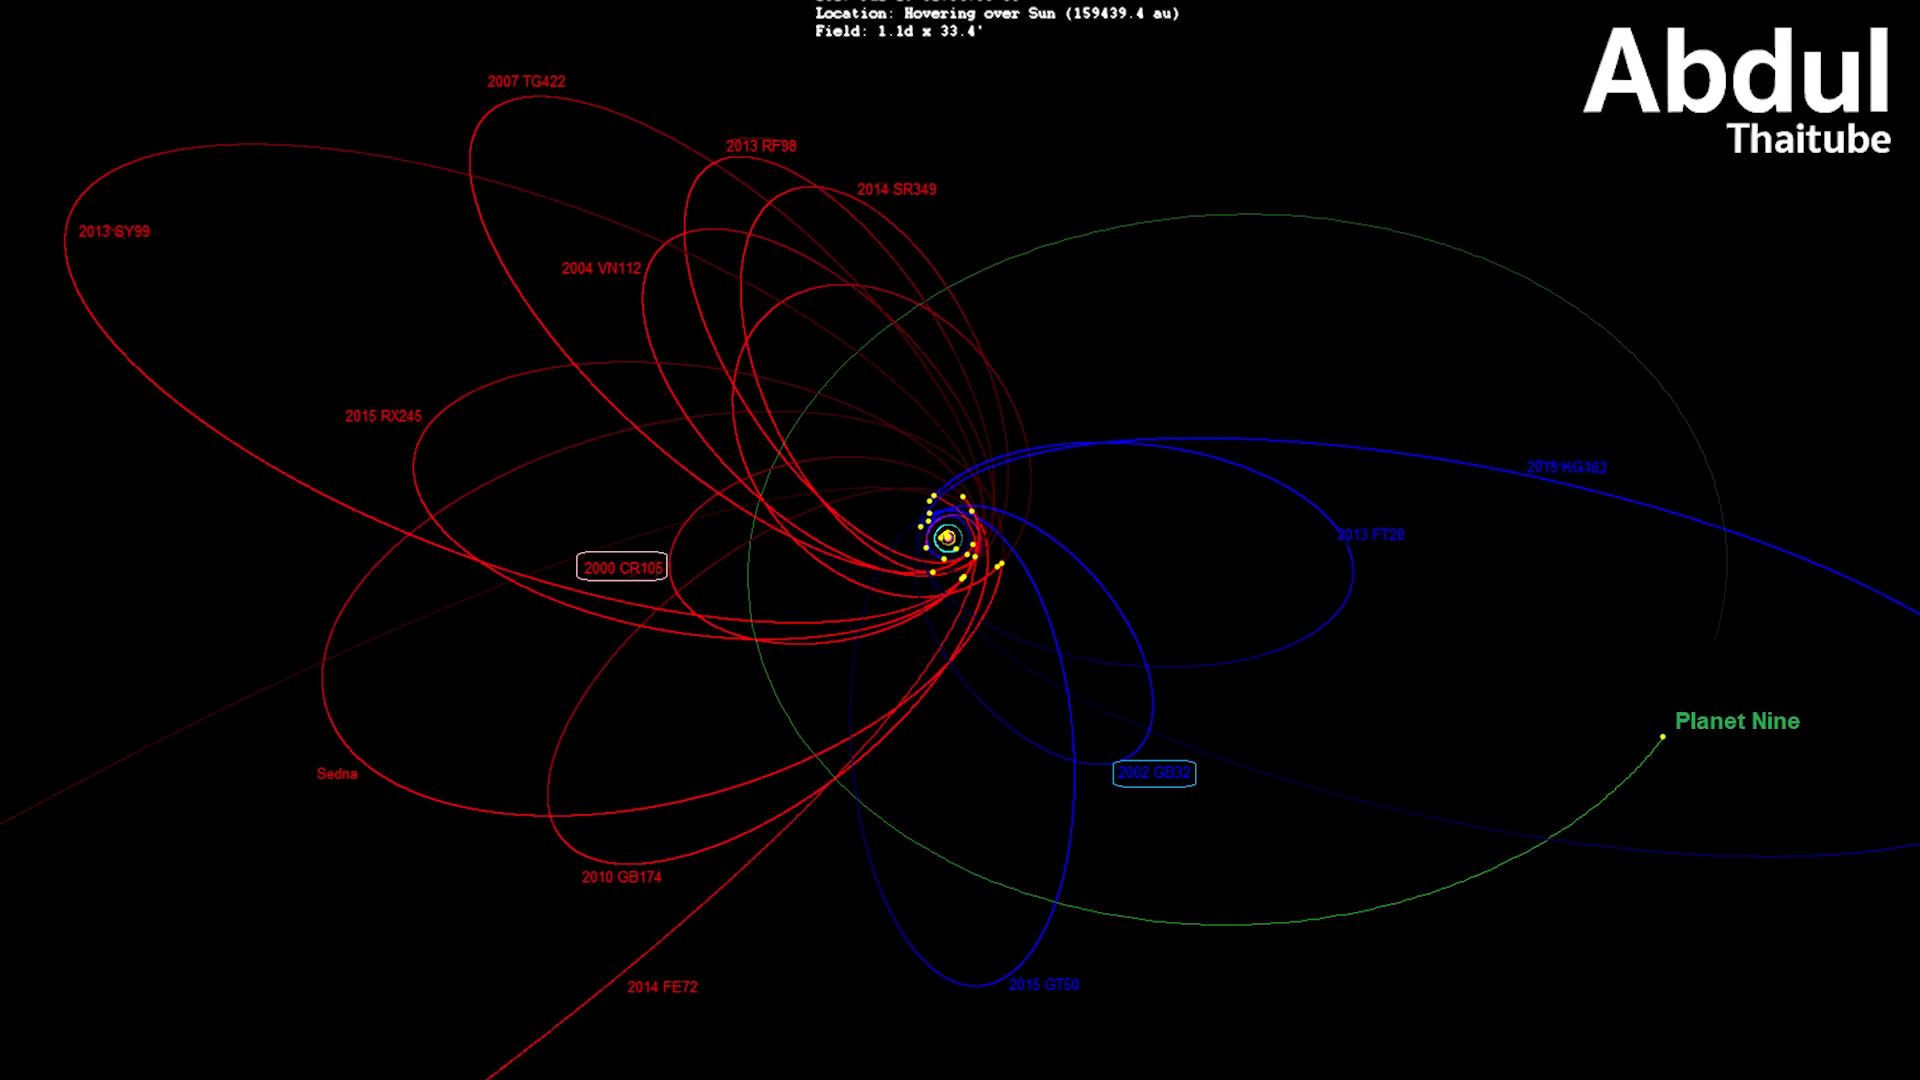 Location: Hovering over Sun (159439.4 au)
Field: 1.1d x 33.4'
Abdul
Thaitube
2007 TG422
2013 RF98
2014 SR349
2013 SY99
2004 VN112
2015 RX245
2015 KG163
2013 FT28
2000 CR105
Planet Nine
Sedna
2002 GB32
2010 GB174
2014 FE72
2015 GT50